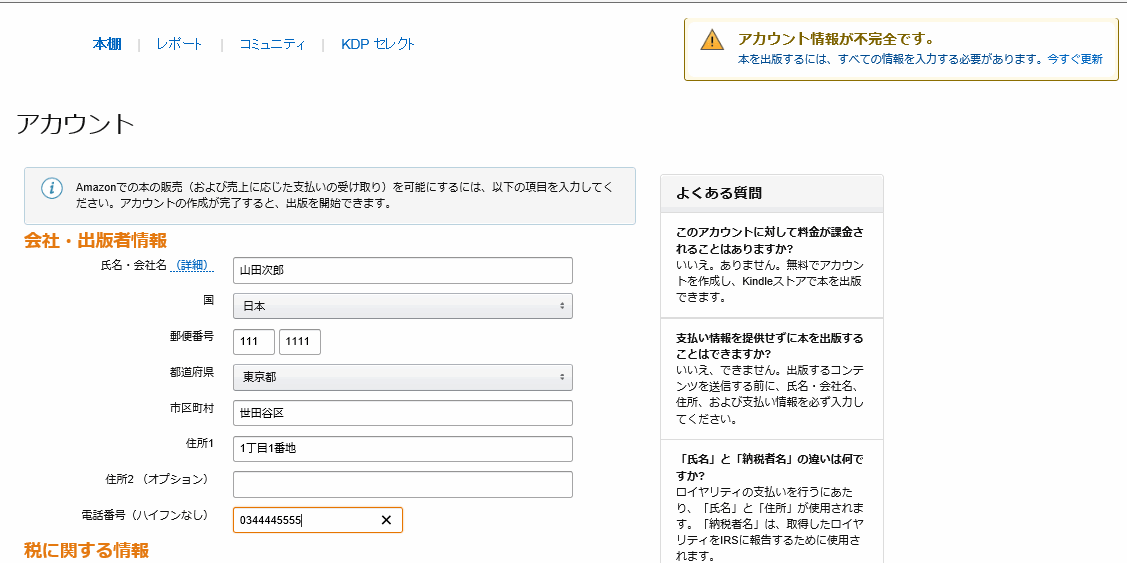 本棚 | レポート | コミュニティ | KDP セレクト
アカウント情報が不完全です。
本を出版するには、すべての情報を入力する必要があります。今すぐ更新
アカウント
Amazonでの本の販売（および売上に応じた支払いの受け取り）を可能にするには、以下の項目を入力してく
ださい。アカウントの作成が完了すると、出版を開始できます。
会社・出版者情報
氏名・会社名 （詳細） 山田次郎
国 日本
郵便番号 111 1111
都道府県 東京都
市区町村 世田谷区
住所1 1丁目1番地
住所2 （オプション）
電話番号（ハイフンなし） 0344445555
税に関する情報
よくある質問
このアカウントに対して料金が課金さ
れることはありますか?
いいえ。ありません。無料でアカウン
トを作成し、Kindleストアで本を出版
できます。
支払い情報を提供せずに本を出版する
ことはできますか?
いいえ、できません。出版するコンテ
ンツを送信する前に、氏名・会社名、
住所、および支払い情報を必ず入力し
てください。
「氏名」と「納税者名」の違いは何で
すか?
ロイヤリティの支払いを行うにあた
り、「氏名」と「住所」が使用されま
す。「納税者名」は、取得したロイヤ
リティをIRSに報告するために使用さ
れます。